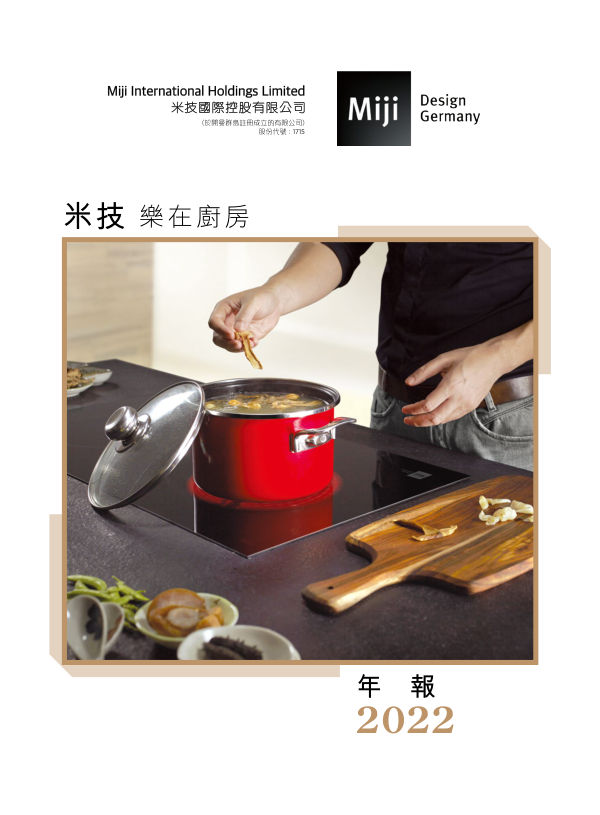 Miji International Holdings Limited
米技國際控股有限公司
(於開曼群島註冊成立的有限公司)
股份代號：1715
Miji
Design
Germany
米技 樂在廚房
年 報
2022